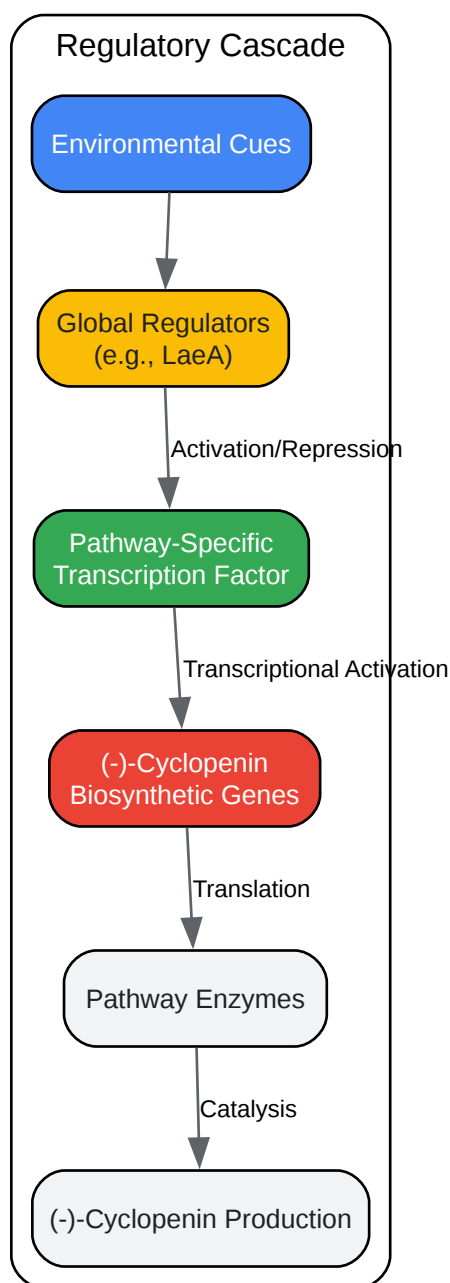 Regulatory Cascade
Environmental Cues
Global Regulators
(e.g., LaeA)
Activation/Repression
Pathway-Specific
Transcription Factor
Transcriptional Activation
(-)-Cyclopenin
Biosynthetic Genes
Translation
Pathway Enzymes
Catalysis
(-)-Cyclopenin Production